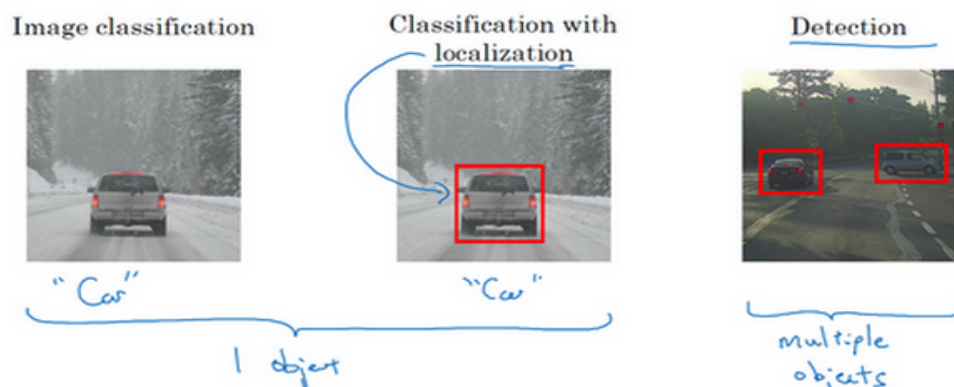 Image classification
Classification with
localization
Detection
"Car"
"Car"
1 object
multiple
objects